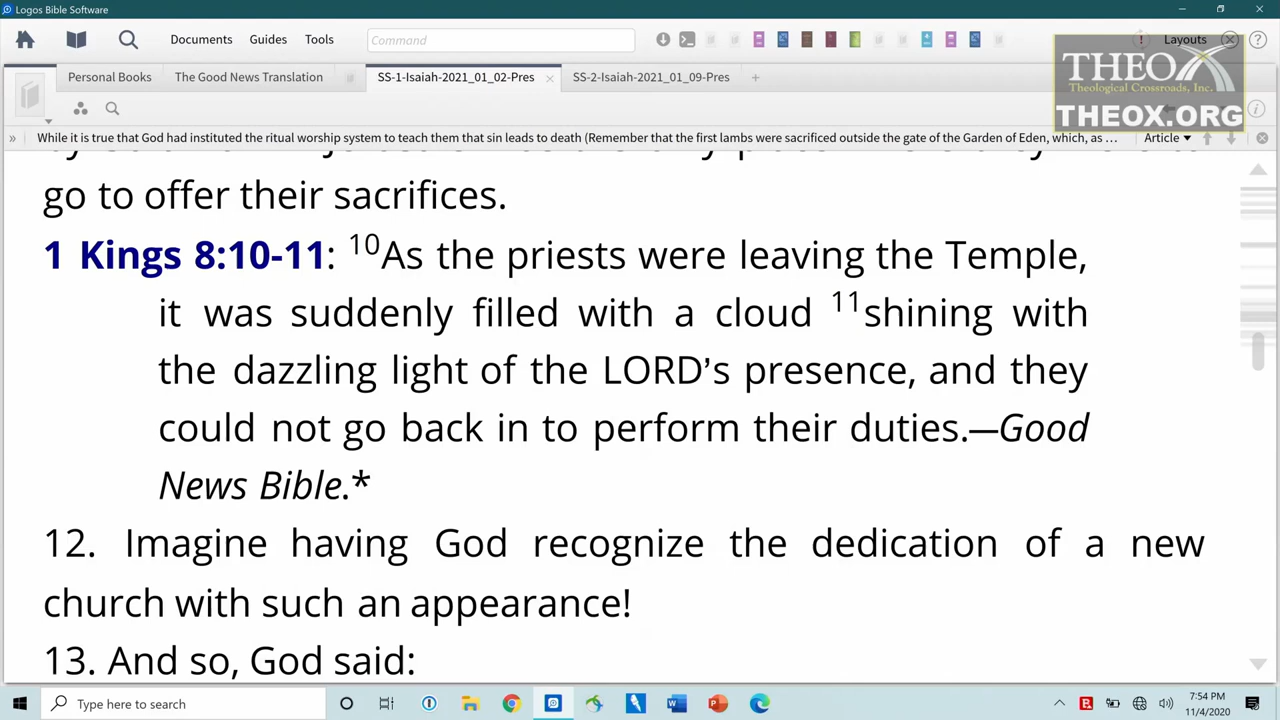 Logos Bible Software
Documents Guides Tools Command Layouts
THEOX
Theological Crossroads, Inc.
THEOX.ORG
Personal Books The Good News Translation SS-1-Isaiah-2021_01_02-Pres SS-2-Isaiah-2021_01_09-Pres
While it is true that God had instituted the ritual worship system to teach them that sin leads to death (Remember that the first lambs were sacrificed outside the gate of the Garden of Eden, which, as ... Article
go to offer their sacrifices.
1 Kings 8:10-11: 10As the priests were leaving the Temple,
it was suddenly filled with a cloud 11shining with
the dazzling light of the LORD’s presence, and they
could not go back in to perform their duties.—Good
News Bible.*
12. Imagine having God recognize the dedication of a new
church with such an appearance!
13. And so, God said:
Type here to search
7:54 PM
11/4/2020